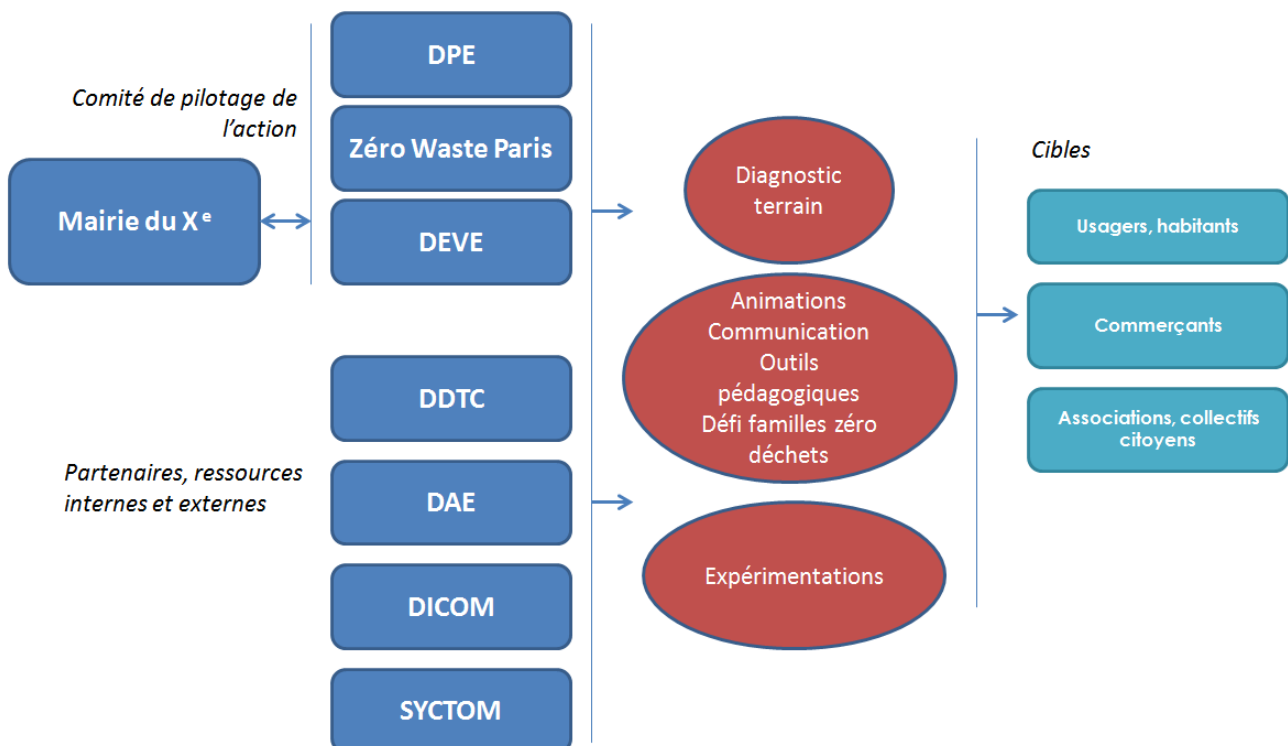 Comité de pilotage de
l'action
Mairie du Xᵉ
DPE
Zéro Waste Paris
DEVE
Partenaires, ressources
internes et externes
DDTC
DAE
DICOM
SYCTOM
Diagnostic
terrain
Animations
Communication
Outils
pédagogiques
Défi familles zéro
déchets
Expérimentations
Cibles
Usagers, habitants
Commerçants
Associations, collectifs
citoyens